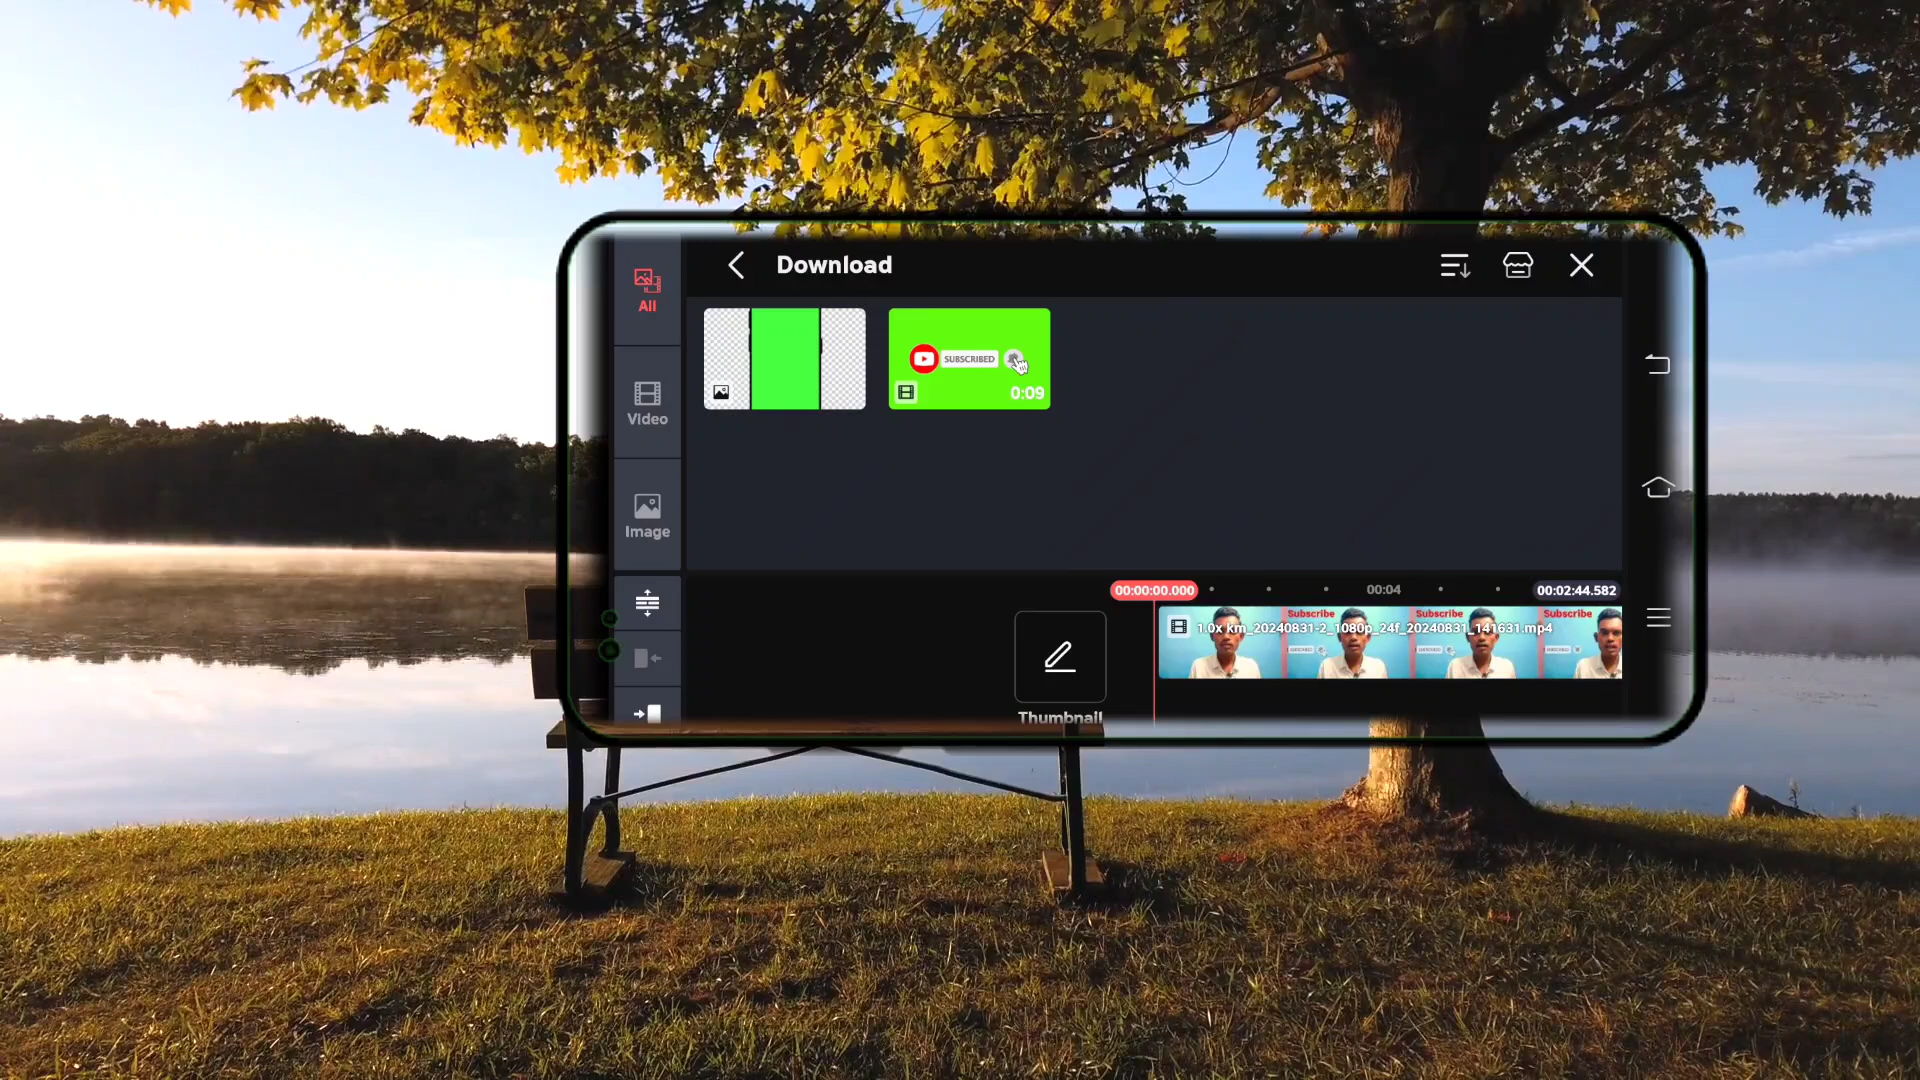 All
Download
Video
SUBSCRIBED
0:09
Image
00:00:00.000
00:04
00:02:44.582
Subscribe
Subscribe
Subscribe
1.0x km_20240831-2_1080p_24f_20240831_141631.mp4
Thumbnail